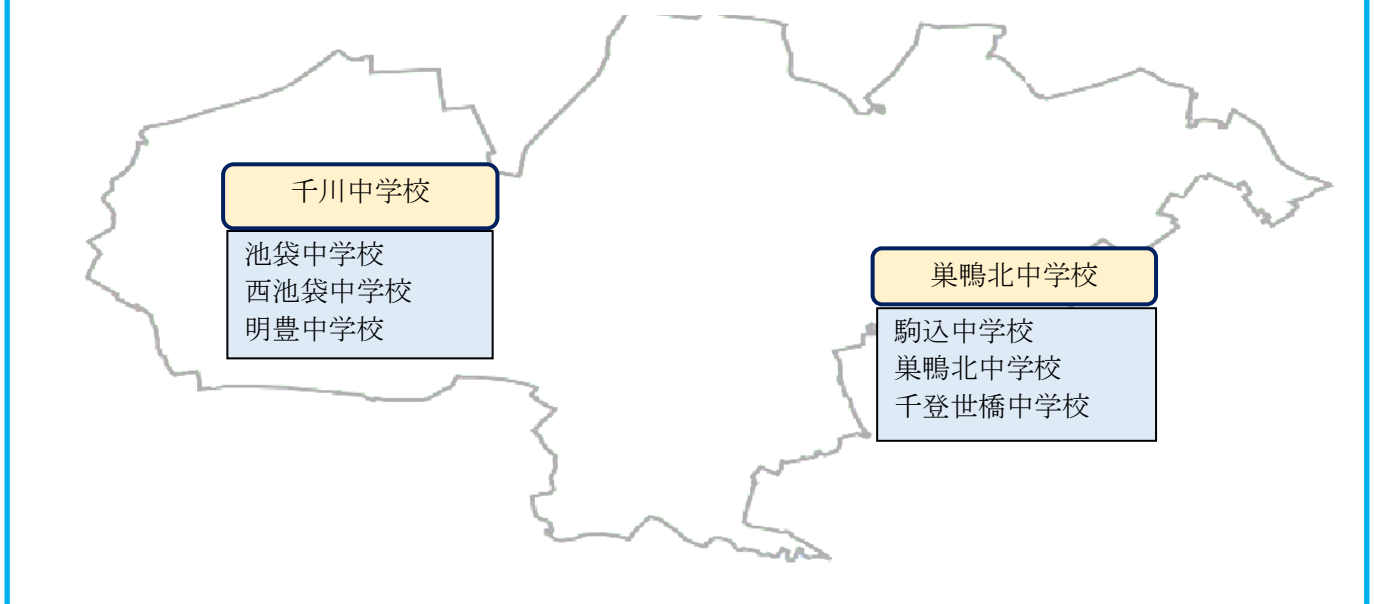 千川中学校
池袋中学校
西池袋中学校
明豊中学校
巣鴨北中学校
駒込中学校
巣鴨北中学校
千登世橋中学校